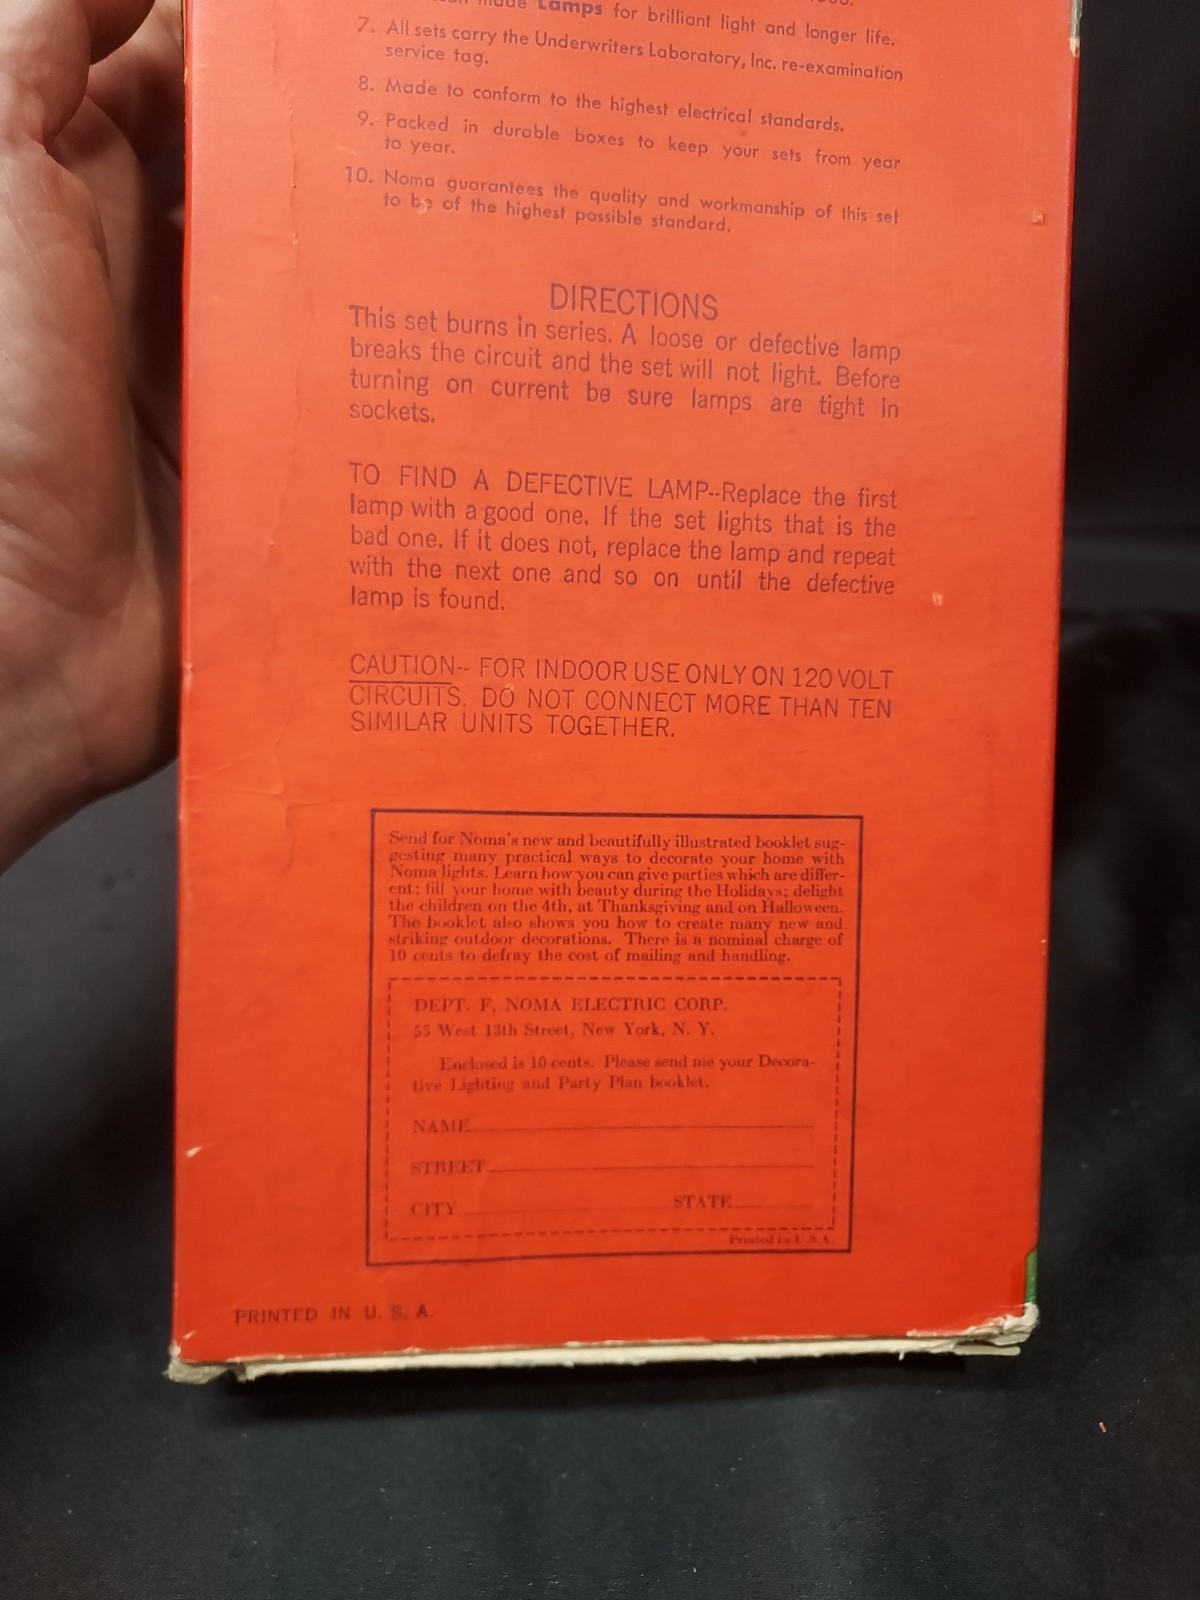 made Lamps for brilliant light and longer life.
7. All sets carry the Underwriters Laboratory, Inc. re-examination
service tag.
8. Made to conform to the highest electrical standards.
9. Packed in durable boxes to keep your sets from year
to year.
10. Noma guarantees the quality and workmanship of this set
to be of the highest possible standard.
DIRECTIONS
This set burns in series. A loose or defective lamp
breaks the circuit and the set will not light. Before
turning on current be sure lamps are tight in
sockets.
TO FIND A DEFECTIVE LAMP--Replace the first
lamp with a good one. If the set lights that is the
bad one. If it does not, replace the lamp and repeat
with the next one and so on until the defective
lamp is found.
CAUTION-- FOR INDOOR USE ONLY ON 120 VOLT
CIRCUITS. DO NOT CONNECT MORE THAN TEN
SIMILAR UNITS TOGETHER.
Send for Noma's new and beautifully illustrated booklet sug-
gesting many practical ways to decorate your home with
Noma lights. Learn how you can give parties which are differ-
ent; fill your home with beauty during the Holidays; delight
the children on the 4th, at Thanksgiving and on Halloween.
The booklet also shows you how to create many new and
striking outdoor decorations. There is a nominal charge of
10 cents to defray the cost of mailing and handling.
DEPT. F, NOMA ELECTRIC CORP.
55 West 13th Street, New York, N. Y.
Enclosed is 10 cents. Please send me your Decora-
tive Lighting and Party Plan booklet.
NAME
STREET
CITY STATE
Printed in U.S.A.
PRINTED IN U. S. A.